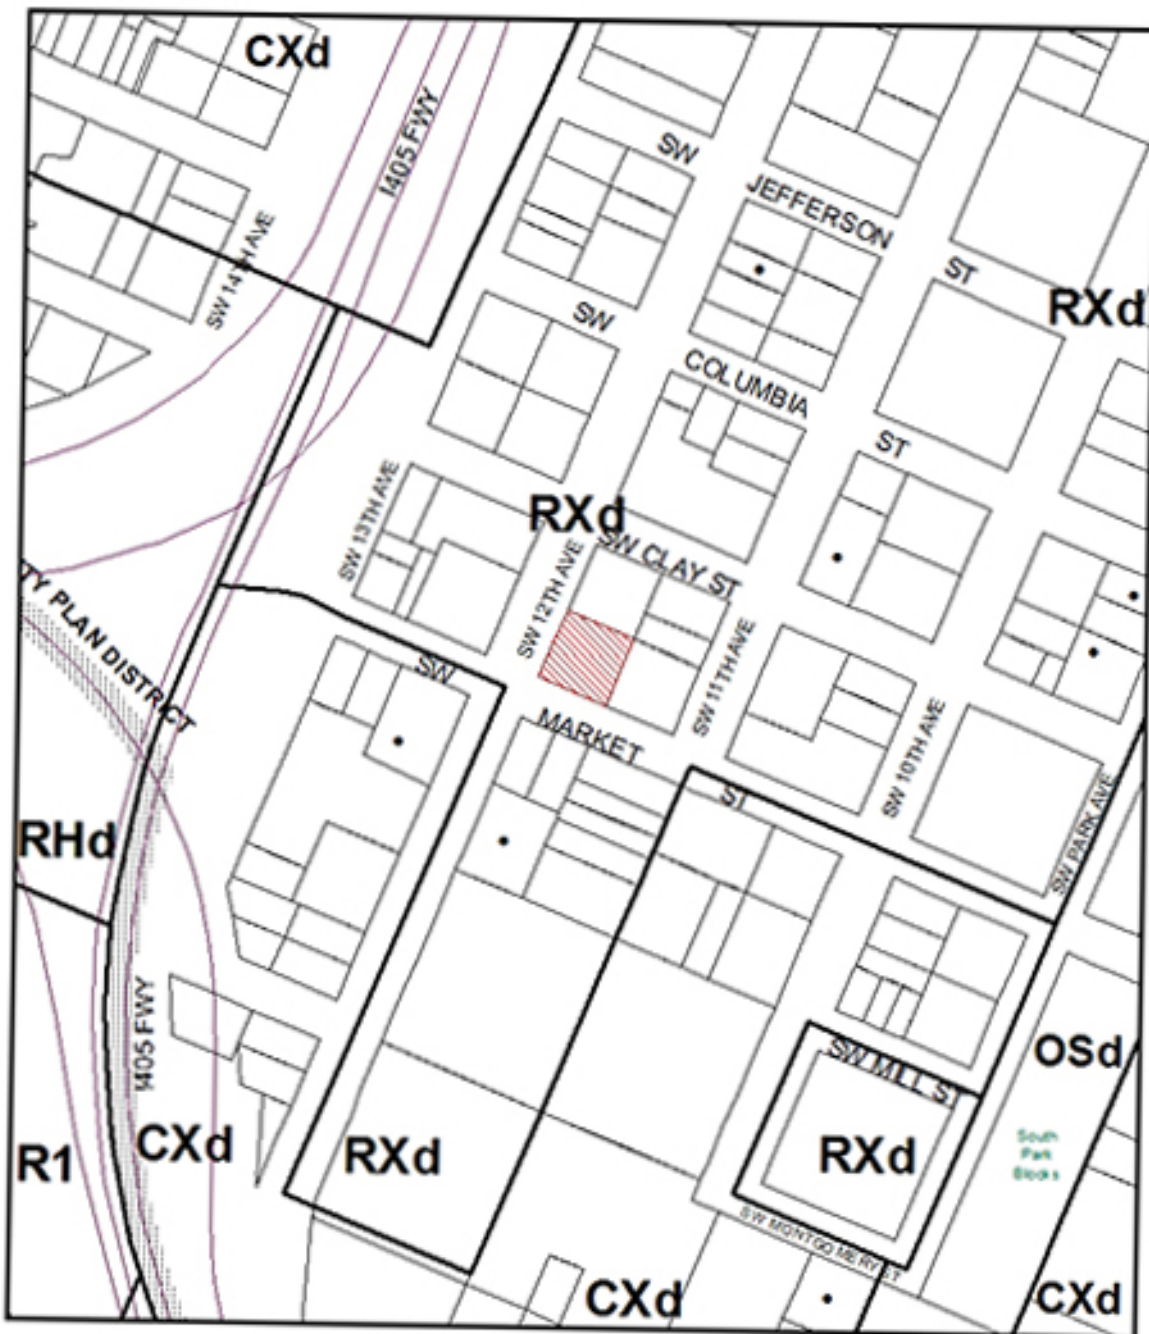 CXd
I405 FWY
SW
JEFFERSON
ST
SW 14TH AVE
RXd
SW
COLUMBIA
ST
SW 13TH AVE
RXd
SW CLAY ST
SW 12TH AVE
TY PLAN DISTRICT
SW
MARKET
ST
SW 11TH AVE
SW 10TH AVE
SW PARK AVE
RHd
I405 FWY
OSd
SW MILL ST
South
Park
Blocks
R1
CXd
RXd
RXd
SW MONTGOMERY ST
CXd
CXd